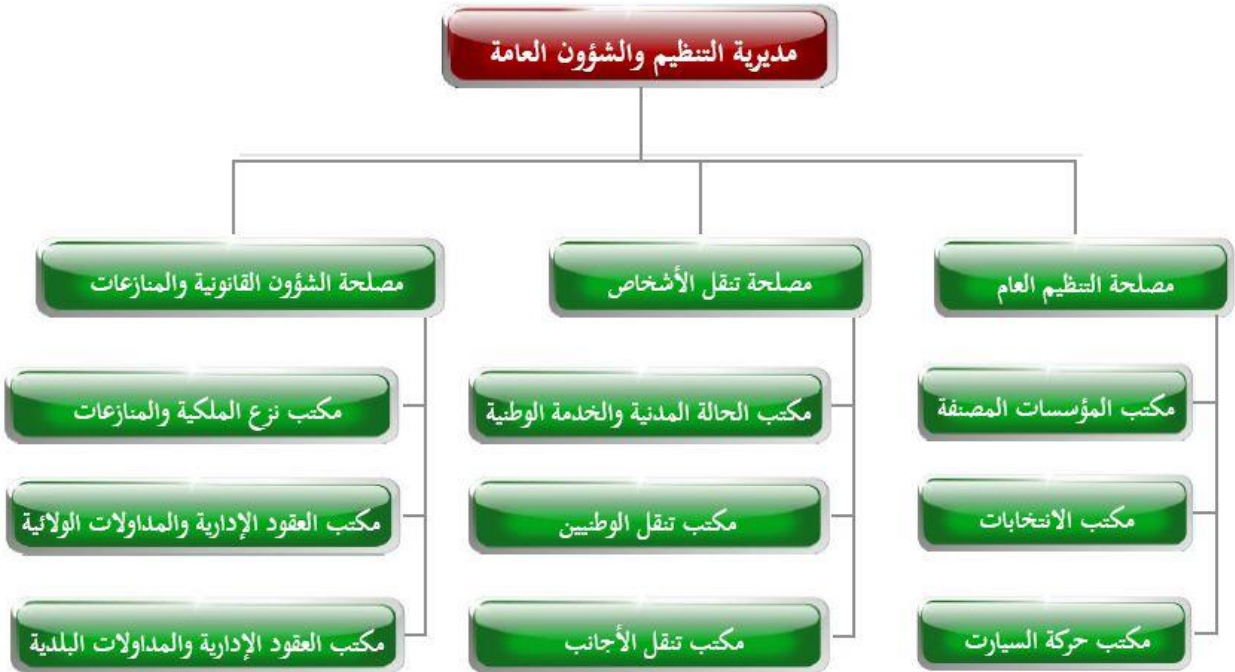 مديرية التنظيم والشؤون العامة
مصلحة التنظيم العام
مصلحة تنقل الأشخاص
مصلحة الشؤون القانونية والمنازعات
مكتب المؤسسات المصنفة
مكتب الحالة المدنية والخدمة الوطنية
مكتب نزع الملكية والمنازعات
مكتب الانتخابات
مكتب تنقل الوطنيين
مكتب العقود الإدارية والمداولات الولائية
مكتب حركة السيارت
مكتب تنقل الأجانب
مكتب العقود الإدارية والمداولات البلدية